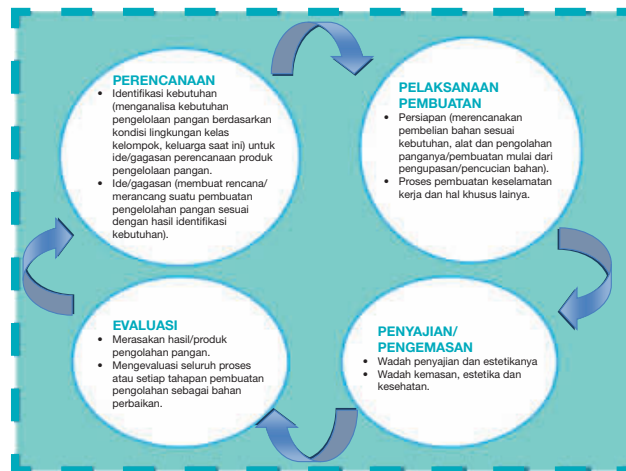 PERENCANAAN
• Identifikasi kebutuhan
(menganalisa kebutuhan
pengelolaan pangan berdasarkan
kondisi lingkungan kelas
kelompok, keluarga saat ini) untuk
ide/gagasan perencanaan produk
pengelolaan pangan.
• Ide/gagasan (membuat rencana/
merancang suatu pembuatan
pengelolahan pangan sesuai
dengan hasil identifikasi
kebutuhan).
PELAKSANAAN
PEMBUATAN
• Persiapan (merencanakan
pembelian bahan sesuai
kebutuhan, alat dan pengolahan
panganya/pembuatan mulai dari
pengupasan/pencucian bahan).
• Proses pembuatan keselamatan
kerja dan hal khusus lainya.
PENYAJIAN/
PENGEMASAN
• Wadah penyajian dan estetikanya
• Wadah kemasan, estetika dan
kesehatan.
EVALUASI
• Merasakan hasil/produk
pengolahan pangan.
• Mengevaluasi seluruh proses
atau setiap tahapan pembuatan
pengolahan sebagai bahan
perbaikan.